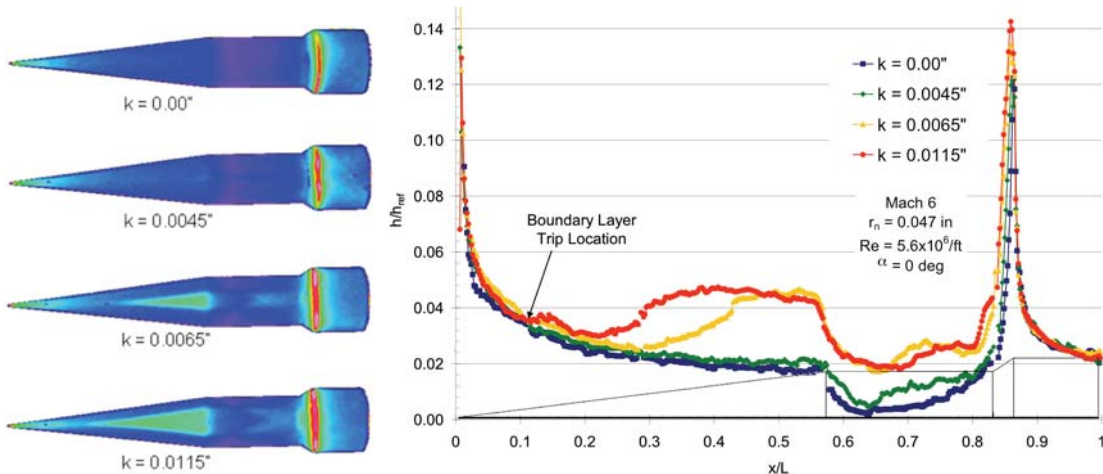 k = 0.00"
k = 0.0045"
k = 0.0065"
k = 0.0115"
0.14
0.12
0.10
0.08
0.06
0.04
0.02
0.00
h/h_ref
Boundary Layer
Trip Location
k = 0.00"
k = 0.0045"
k = 0.0065"
k = 0.0115"
Mach 6
r_n = 0.047 in
Re = 5.6x10⁶/ft
α = 0 deg
0 0.1 0.2 0.3 0.4 0.5 0.6 0.7 0.8 0.9 1
x/L